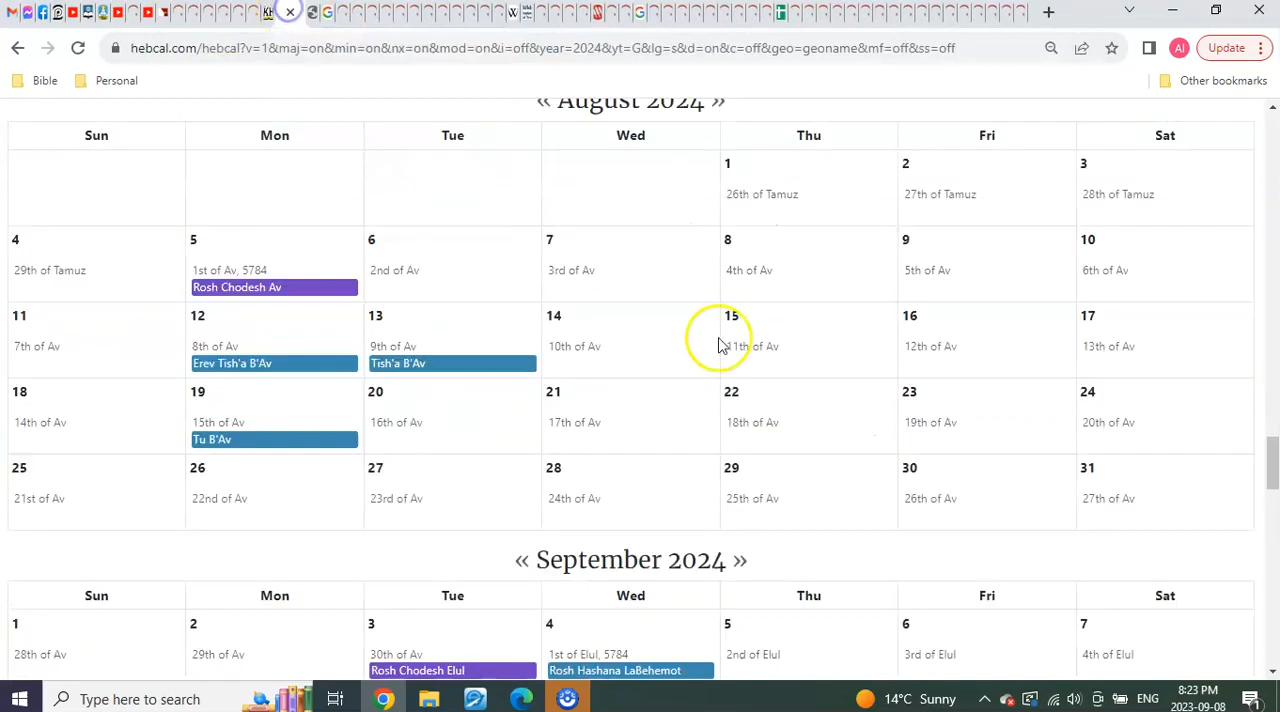 hebcal.com/hebcal?v=1&maj=on&min=on&nx=on&mod=on&i=off&year=2024&yt=G&lg=s&d=on&c=off&geo=geoname&mf=off&ss=off
AI
Update
Bible
Personal
Other bookmarks
« August 2024 »
Sun Mon Tue Wed Thu Fri Sat
1 2 3
26th of Tamuz 27th of Tamuz 28th of Tamuz
4 5 6 7 8 9 10
29th of Tamuz 1st of Av, 5784 2nd of Av 3rd of Av 4th of Av 5th of Av 6th of Av
Rosh Chodesh Av
11 12 13 14 15 16 17
7th of Av 8th of Av 9th of Av 10th of Av 11th of Av 12th of Av 13th of Av
Erev Tish'a B'Av Tish'a B'Av
18 19 20 21 22 23 24
14th of Av 15th of Av 16th of Av 17th of Av 18th of Av 19th of Av 20th of Av
Tu B'Av
25 26 27 28 29 30 31
21st of Av 22nd of Av 23rd of Av 24th of Av 25th of Av 26th of Av 27th of Av
« September 2024 »
Sun Mon Tue Wed Thu Fri Sat
1 2 3 4 5 6 7
28th of Av 29th of Av 30th of Av 1st of Elul, 5784 2nd of Elul 3rd of Elul 4th of Elul
Rosh Chodesh Elul Rosh Hashana LaBehemot
Type here to search
14°C Sunny
ENG
8:23 PM
2023-09-08
1